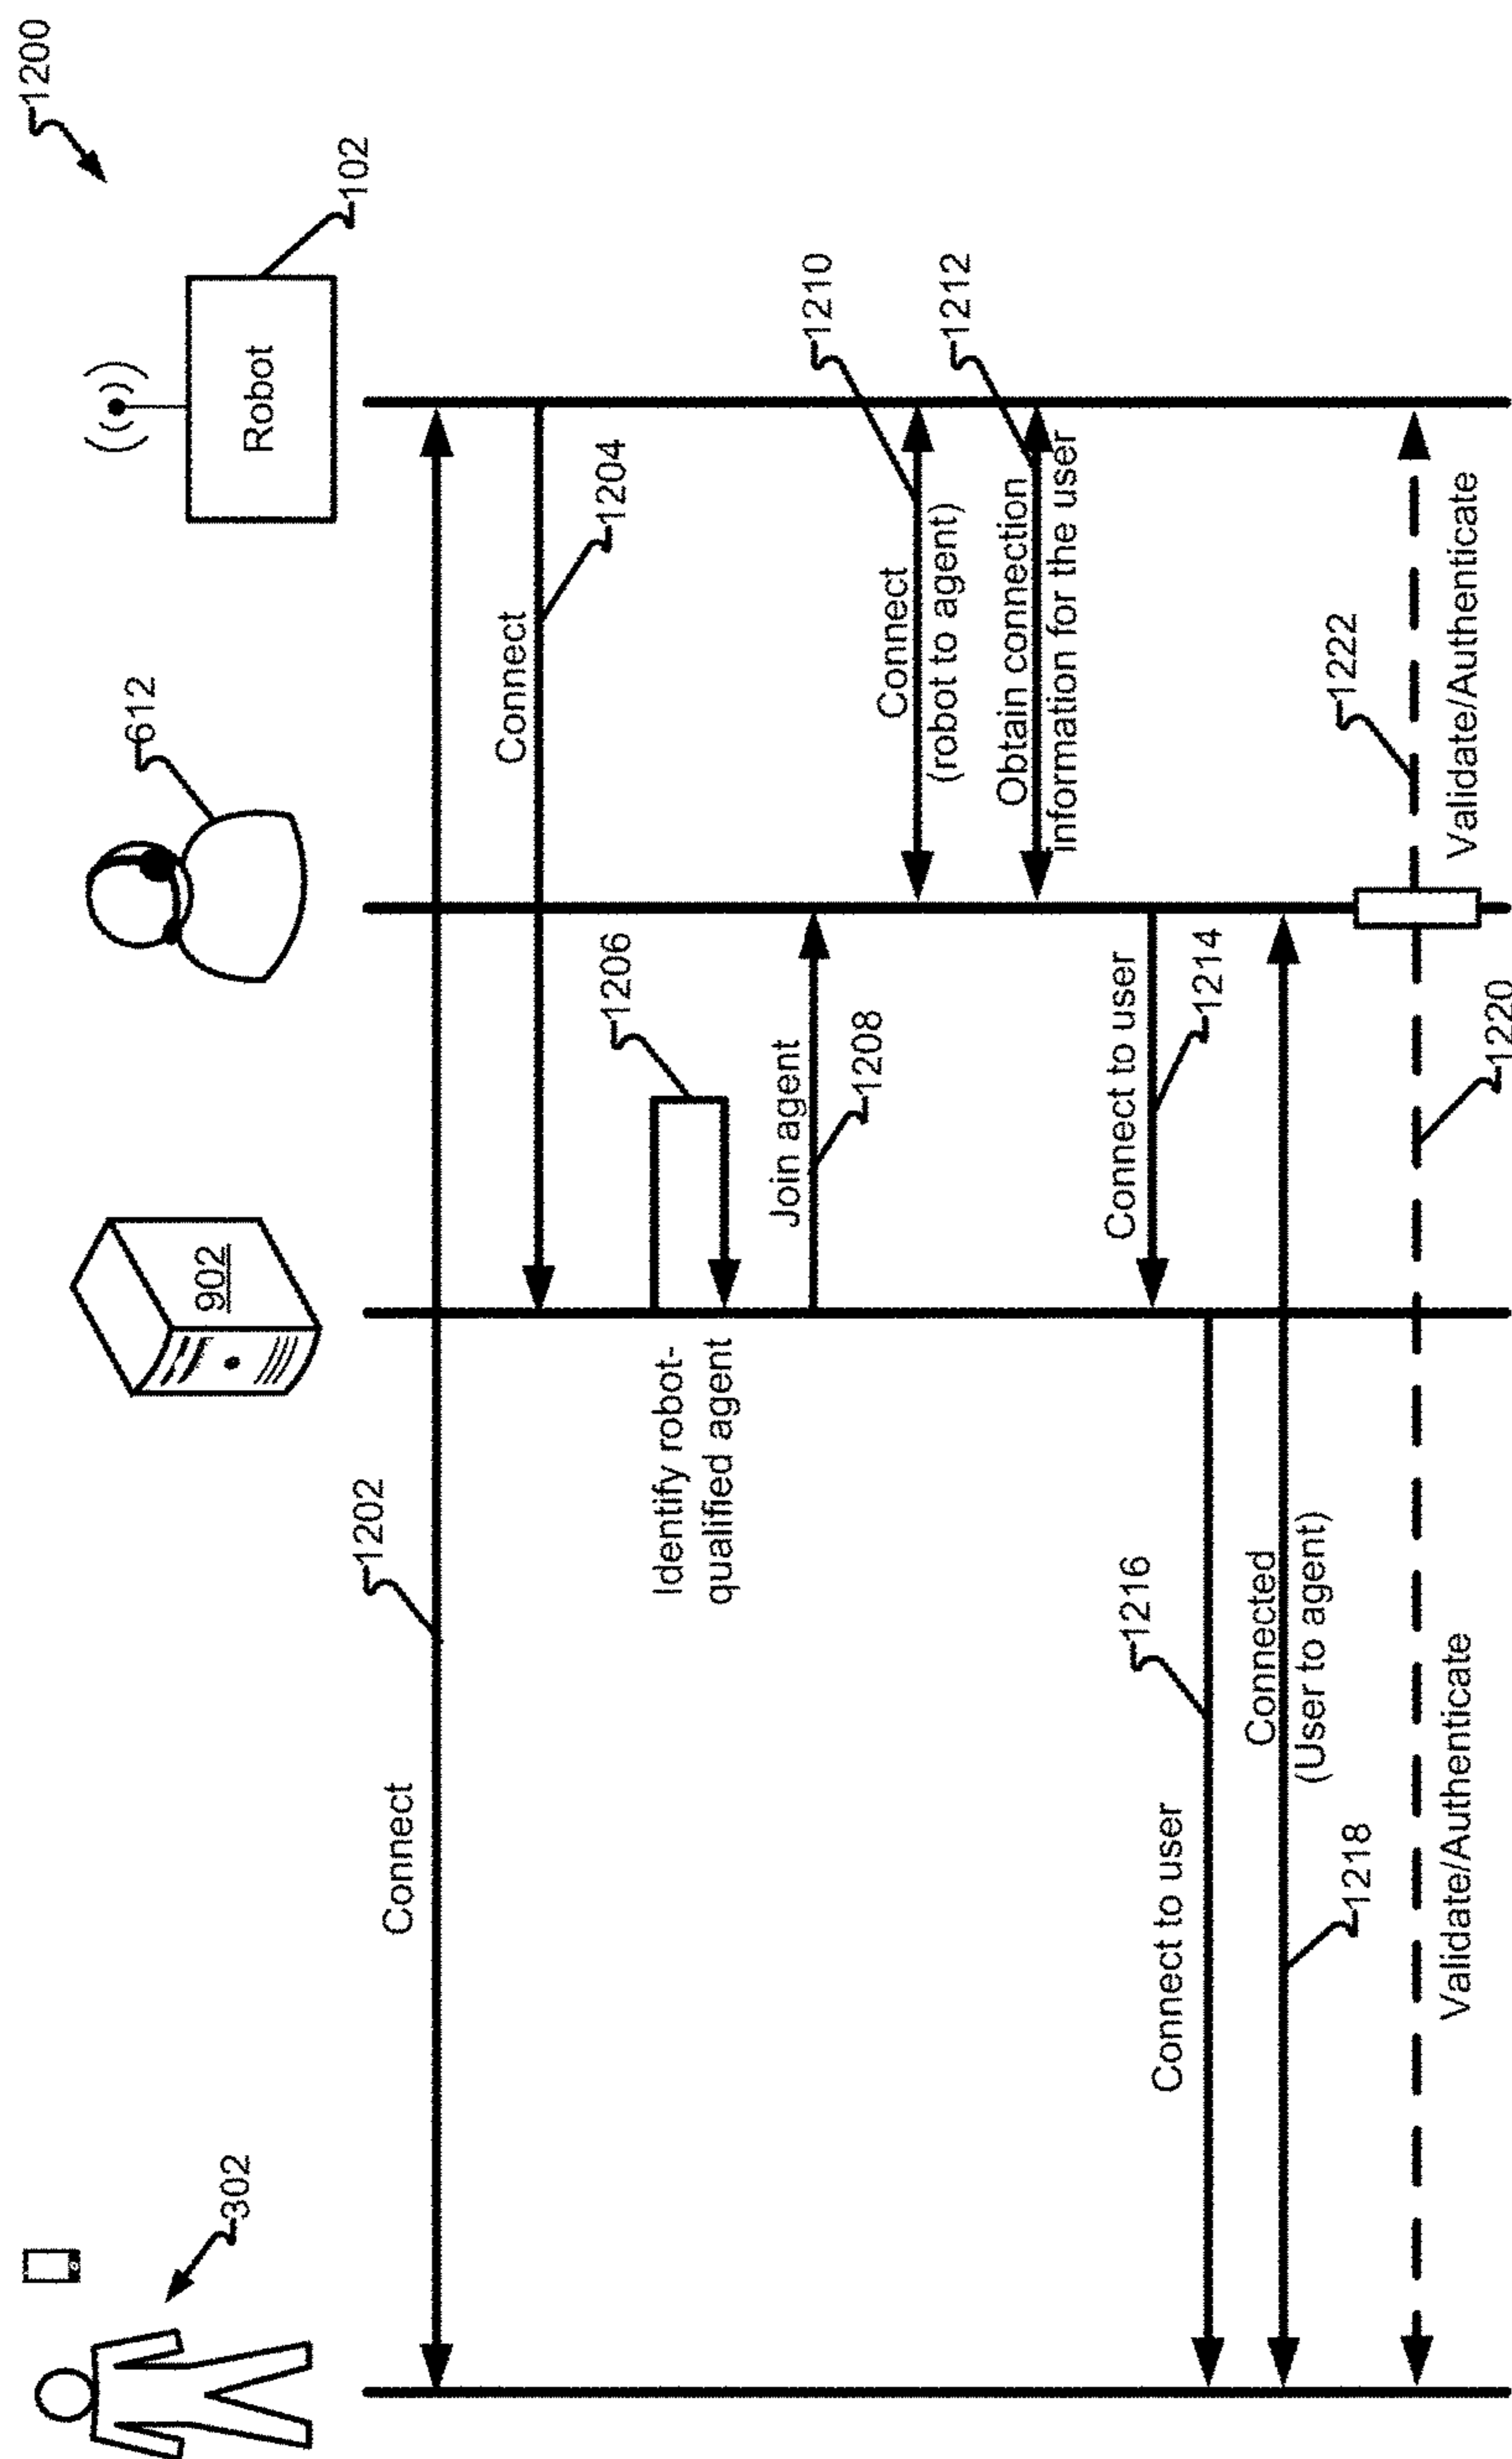 1200
302
902
612
Robot
102
Connect
1202
Connect
1204
Identify robot-
qualified agent
1206
Join agent
1208
Connect
(robot to agent)
1210
Obtain connection
information for the user
1212
Connect to user
1214
Connect to user
1216
Connected
(User to agent)
1218
Validate/Authenticate
1220
Validate/Authenticate
1222